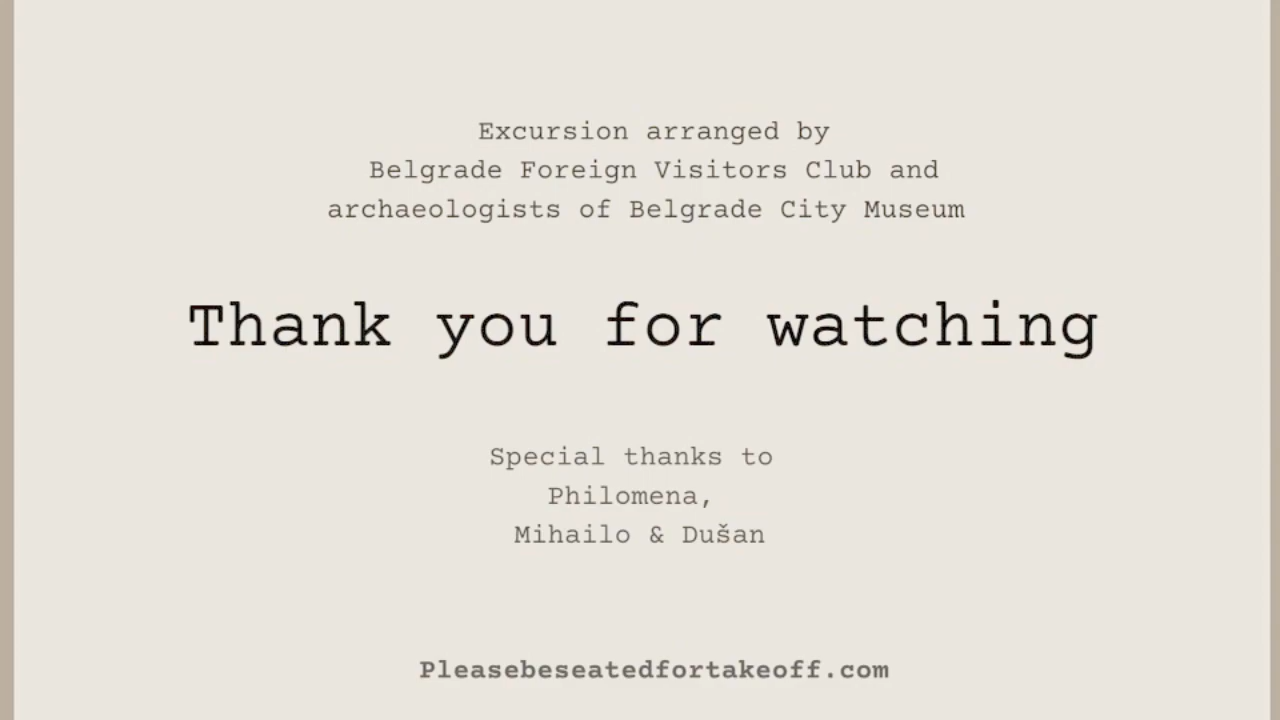 Excursion arranged by
Belgrade Foreign Visitors Club and
archaeologists of Belgrade City Museum
Thank you for watching
Special thanks to
Philomena,
Mihailo & Dušan
Pleasebeseatedfortakeoff.com